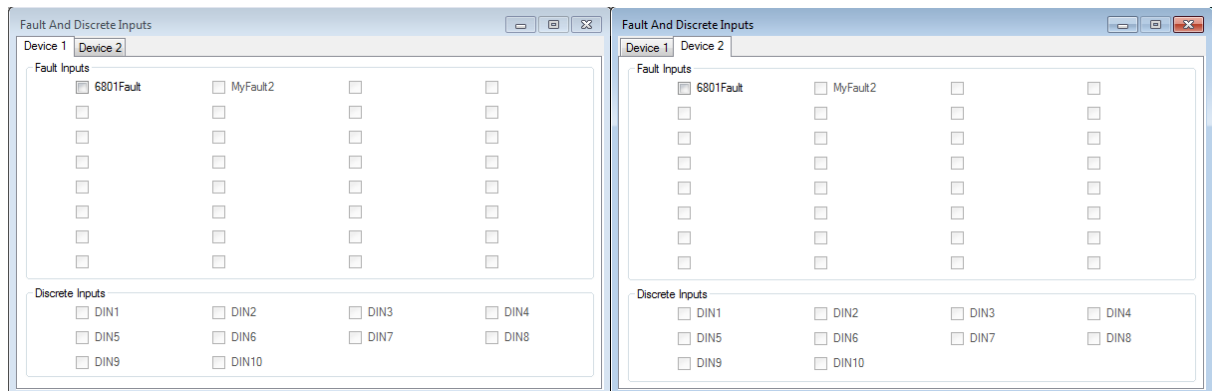 Fault And Discrete Inputs
Device 1 Device 2
Fault Inputs
6801Fault MyFault2
Discrete Inputs
DIN1 DIN2 DIN3 DIN4
DIN5 DIN6 DIN7 DIN8
DIN9 DIN10
Fault And Discrete Inputs
Device 1 Device 2
Fault Inputs
6801Fault MyFault2
Discrete Inputs
DIN1 DIN2 DIN3 DIN4
DIN5 DIN6 DIN7 DIN8
DIN9 DIN10